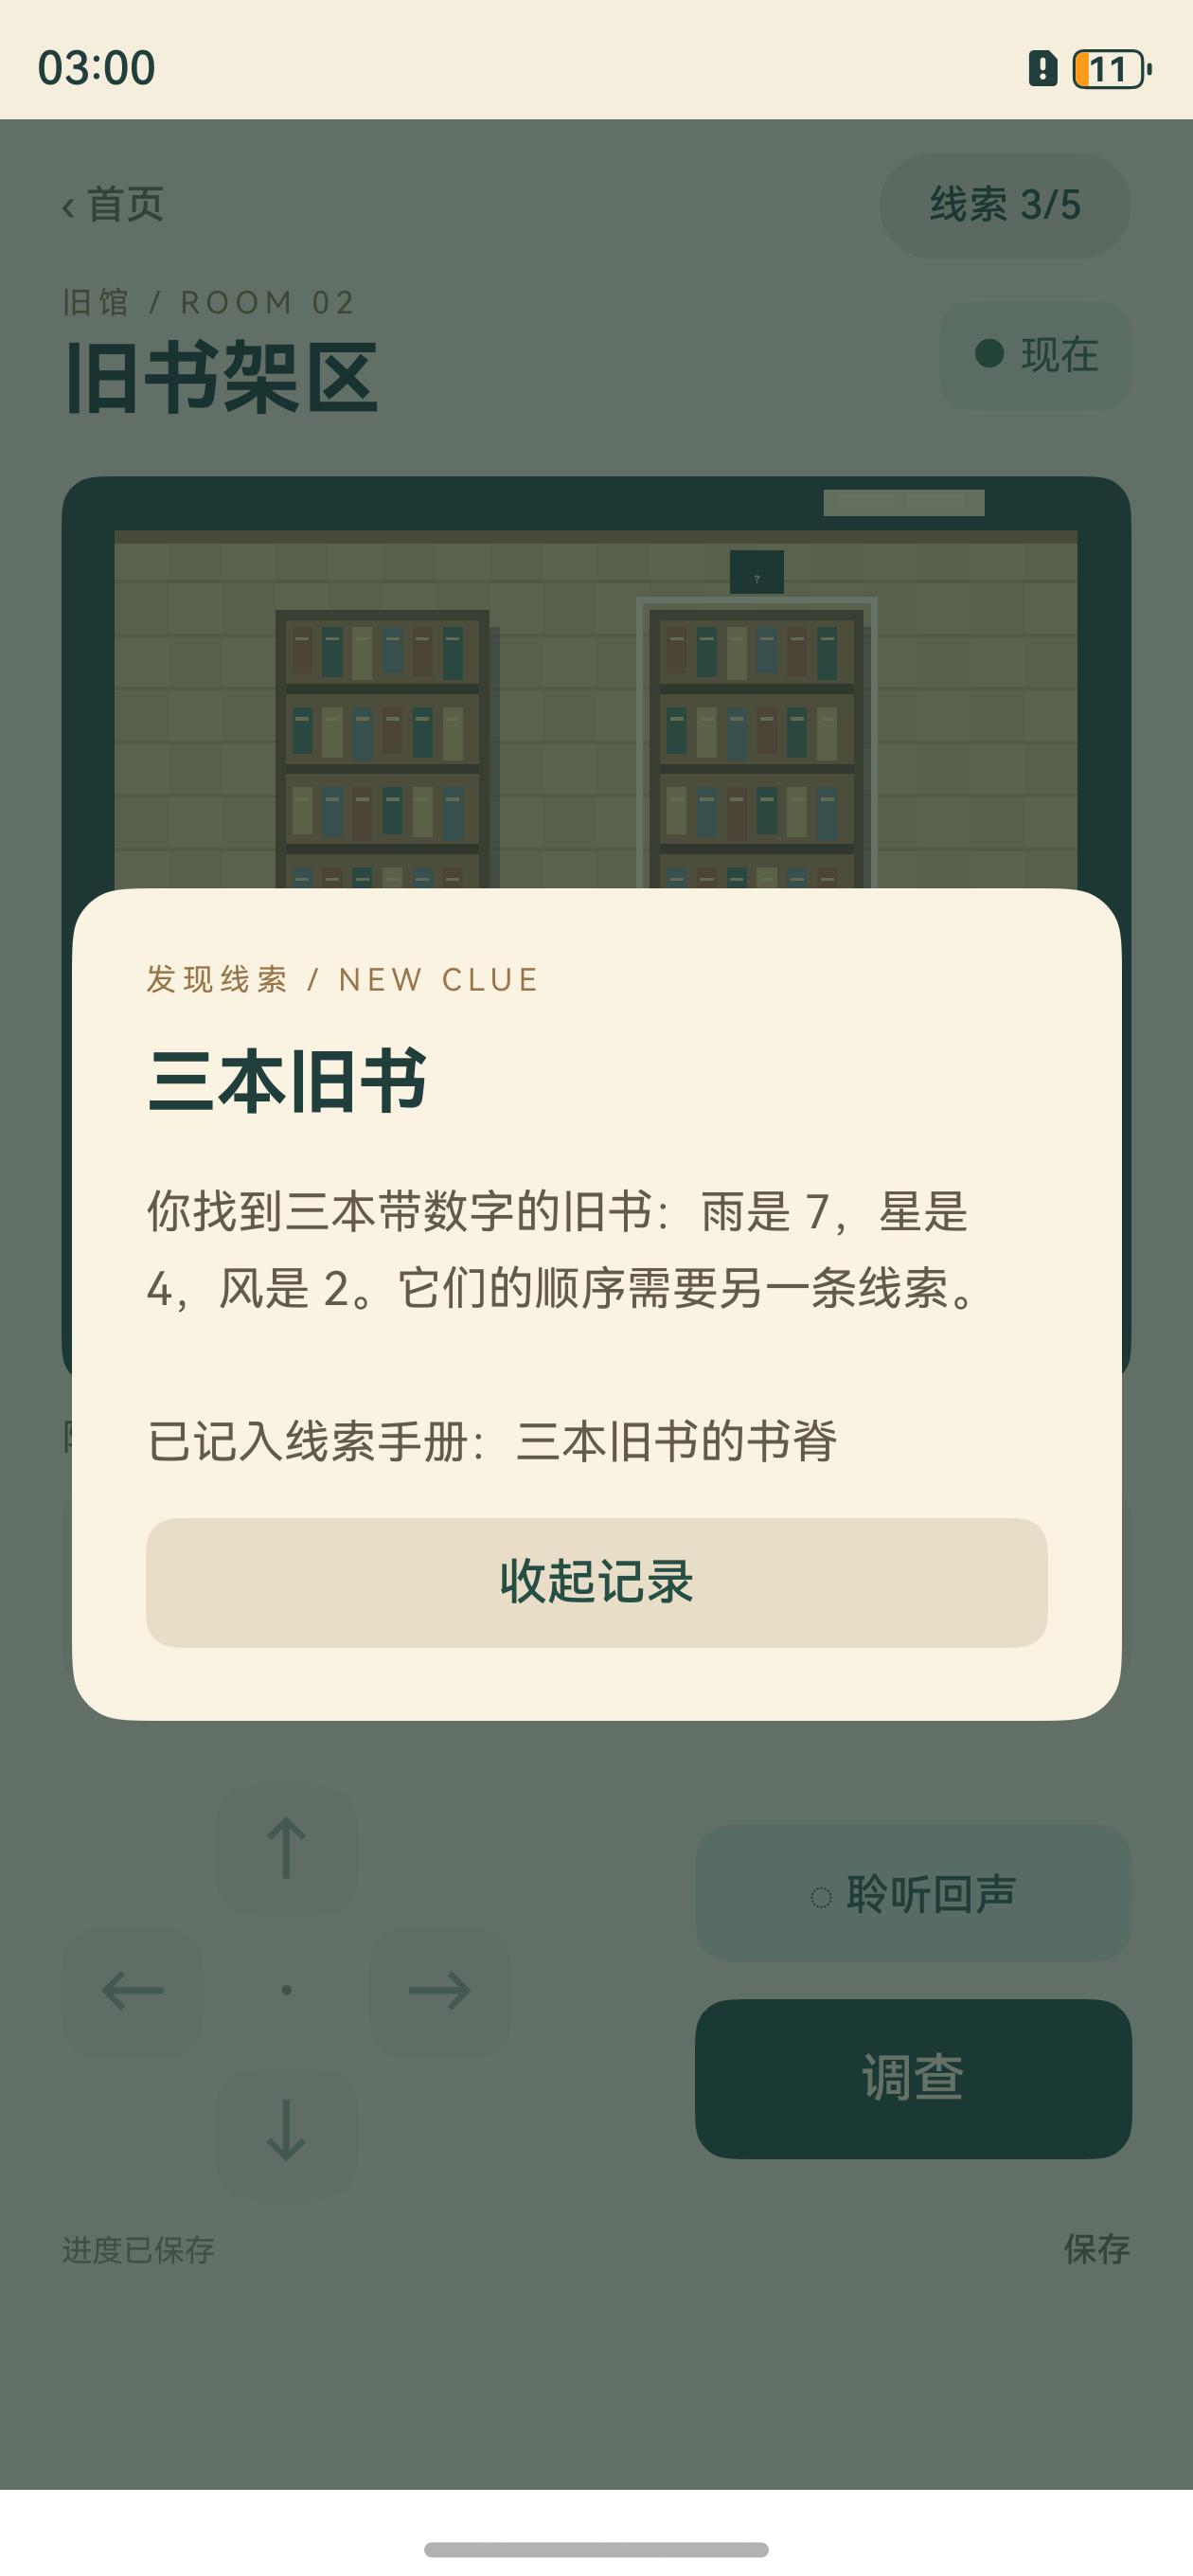 03:00
11
‹ 首页
线索 3/5
旧馆 / ROOM 02
旧书架区
现在
?
发现线索 / NEW CLUE
三本旧书
你找到三本带数字的旧书：雨是 7，星是
4，风是 2。它们的顺序需要另一条线索。
已记入线索手册：三本旧书的书脊
收起记录
↑
← · →
↓
聆听回声
调查
进度已保存
保存